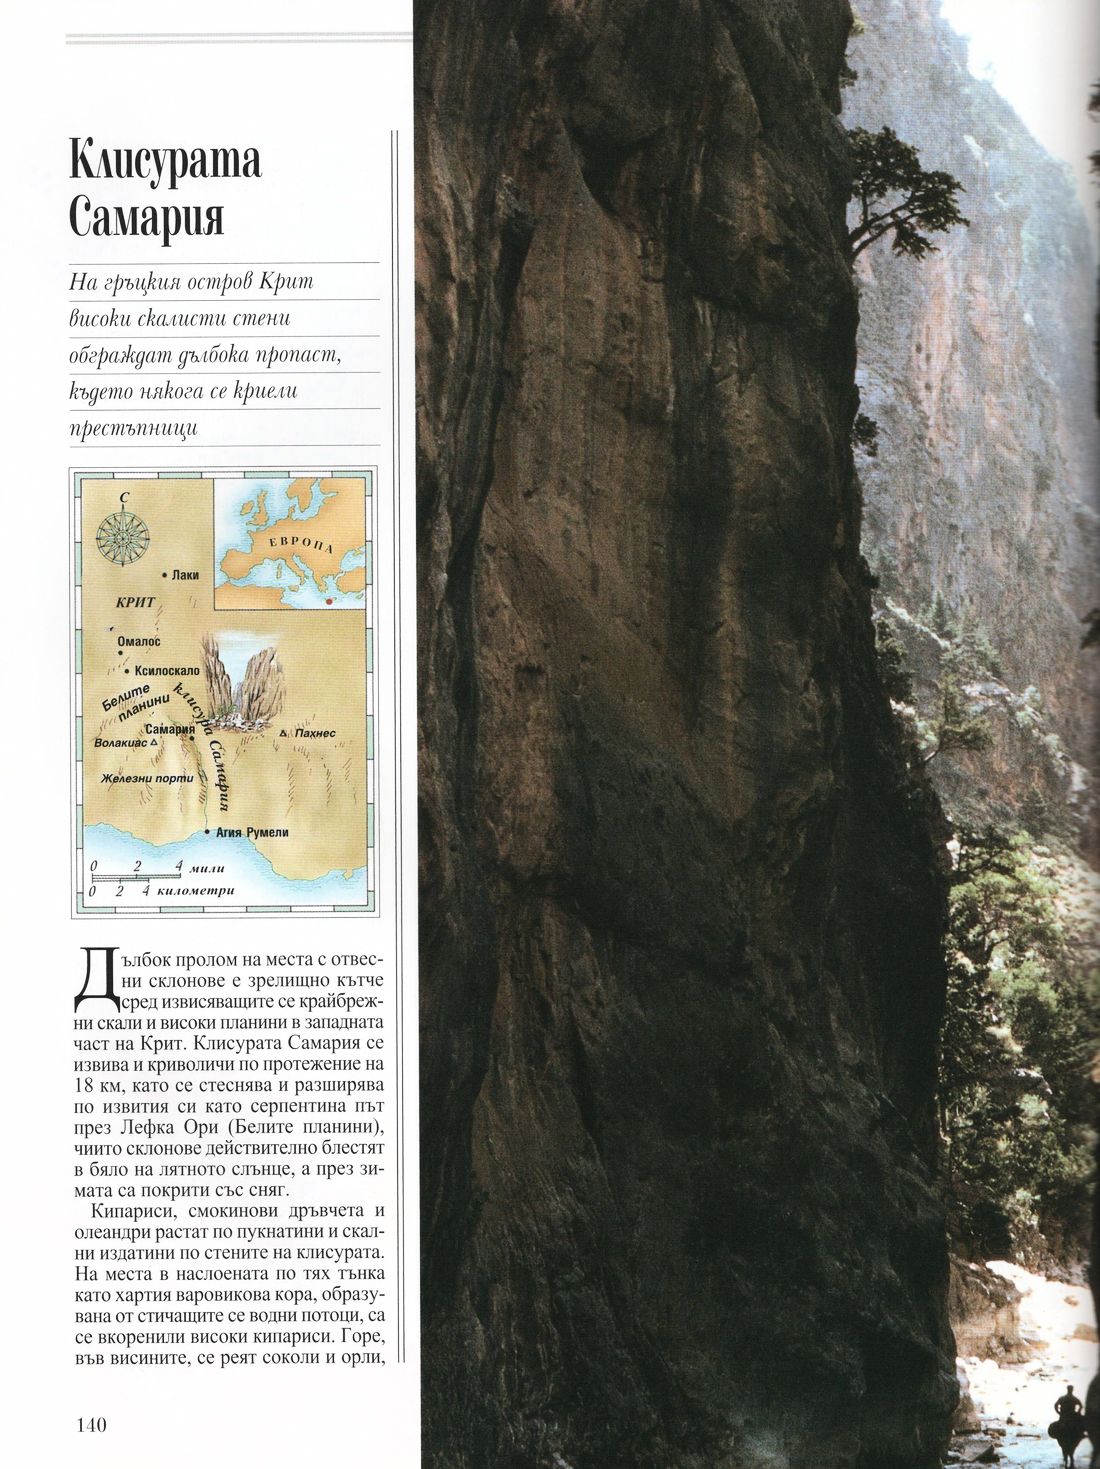 Клисурата
Самария
На гръцкия остров Крит
високи скалисти стени
обграждат дълбока пропаст,
където някога се криели
престъпници
С
ЕВРОПА
Лаки
КРИТ
Омалос
Ксилоскало
Белите
планини
клисура Самария
Самария
Волакиас
Пахнес
Железни порти
Агия Румели
0 2 4 мили
0 2 4 километри
Дълбок пролом на места с отвес-
ни склонове е зрелищно кътче
сред извисяващите се крайбреж-
ни скали и високи планини в западната
част на Крит. Клисурата Самария се
извива и криволичи по протежение на
18 км, като се стеснява и разширява
по извития си като серпентина път
през Лефка Ори (Белите планини),
чиито склонове действително блестят
в бяло на лятното слънце, а през зи-
мата са покрити със сняг.
Кипариси, смокинови дръвчета и
олеандри растат по пукнатини и скал-
ни издатини по стените на клисурата.
На места в наслоената по тях тънка
като хартия варовикова кора, образу-
вана от стичащите се водни потоци, са
се вкоренили високи кипариси. Горе,
във висините, се реят соколи и орли,
140